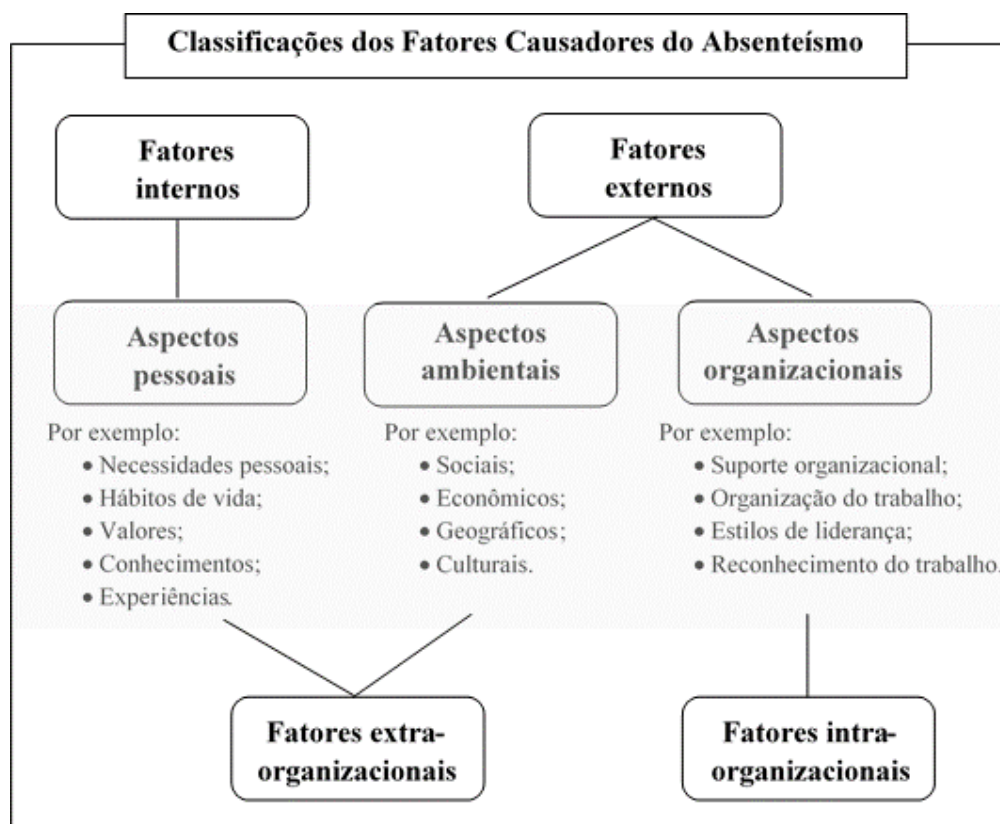 Classificações dos Fatores Causadores do Absenteísmo
Fatores
internos
Fatores
externos
Aspectos
pessoais
Aspectos
ambientais
Aspectos
organizacionais
Por exemplo:
• Necessidades pessoais;
• Hábitos de vida;
• Valores;
• Conhecimentos;
• Experiências.
Por exemplo:
• Sociais;
• Econômicos;
• Geográficos;
• Culturais.
Por exemplo:
• Suporte organizacional;
• Organização do trabalho;
• Estilos de liderança;
• Reconhecimento do trabalho.
Fatores extra-
organizacionais
Fatores intra-
organizacionais